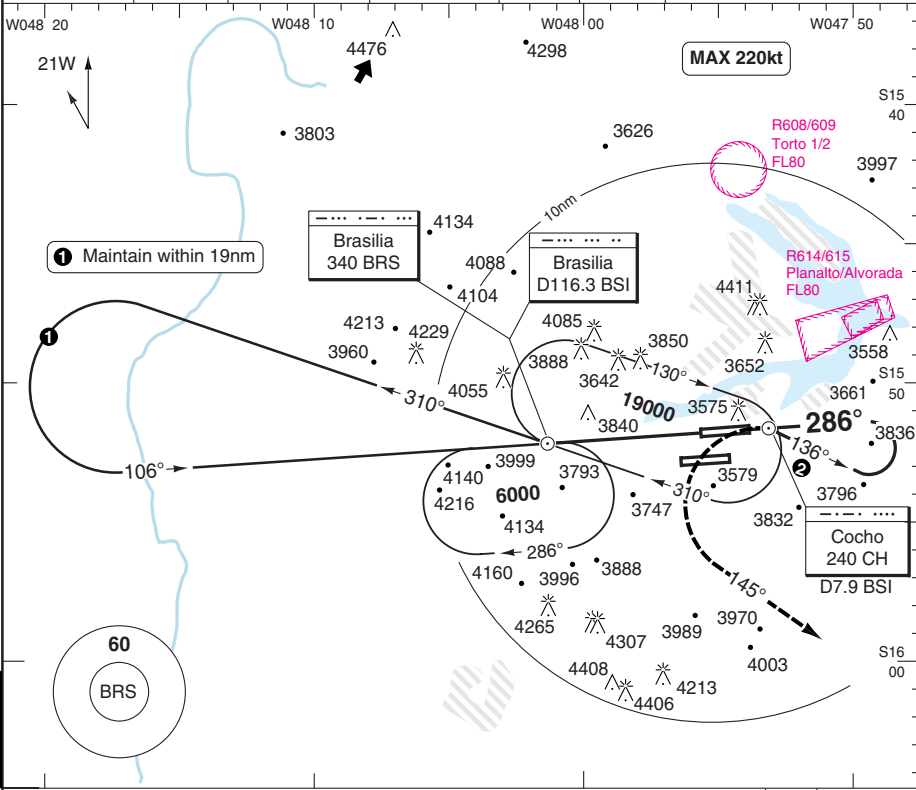 W048 20
W048 10
W048 00
W047 50
21W
4476
4298
MAX 220kt
S15
40
3803
3626
R608/609
Torto 1/2
FL80
3997
10nm
4134
Brasilia
340 BRS
❶ Maintain within 19nm
4088
Brasilia
D116.3 BSI
R614/615
Planalto/Alvorada
FL80
4104
4411
4213
4229
4085
3850
3960
3888
3642
3652
3558
❶
4055
130°
3661
S15
50
310°
19000
3575
3840
286°
3836
136°
❷
106°
3999
3793
3579
4140
4216
6000
310°
3747
3796
4134
3832
Cocho
240 CH
D7.9 BSI
286°
4160
3996
3888
145°
4265
4307
3989
3970
60
4003
S16
00
BRS
4408
4213
4406